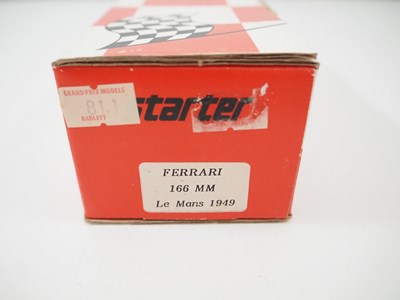 GRAND PRIX MODELS
81.1
RADLETT
starter
FERRARI
166 MM
Le Mans 1949